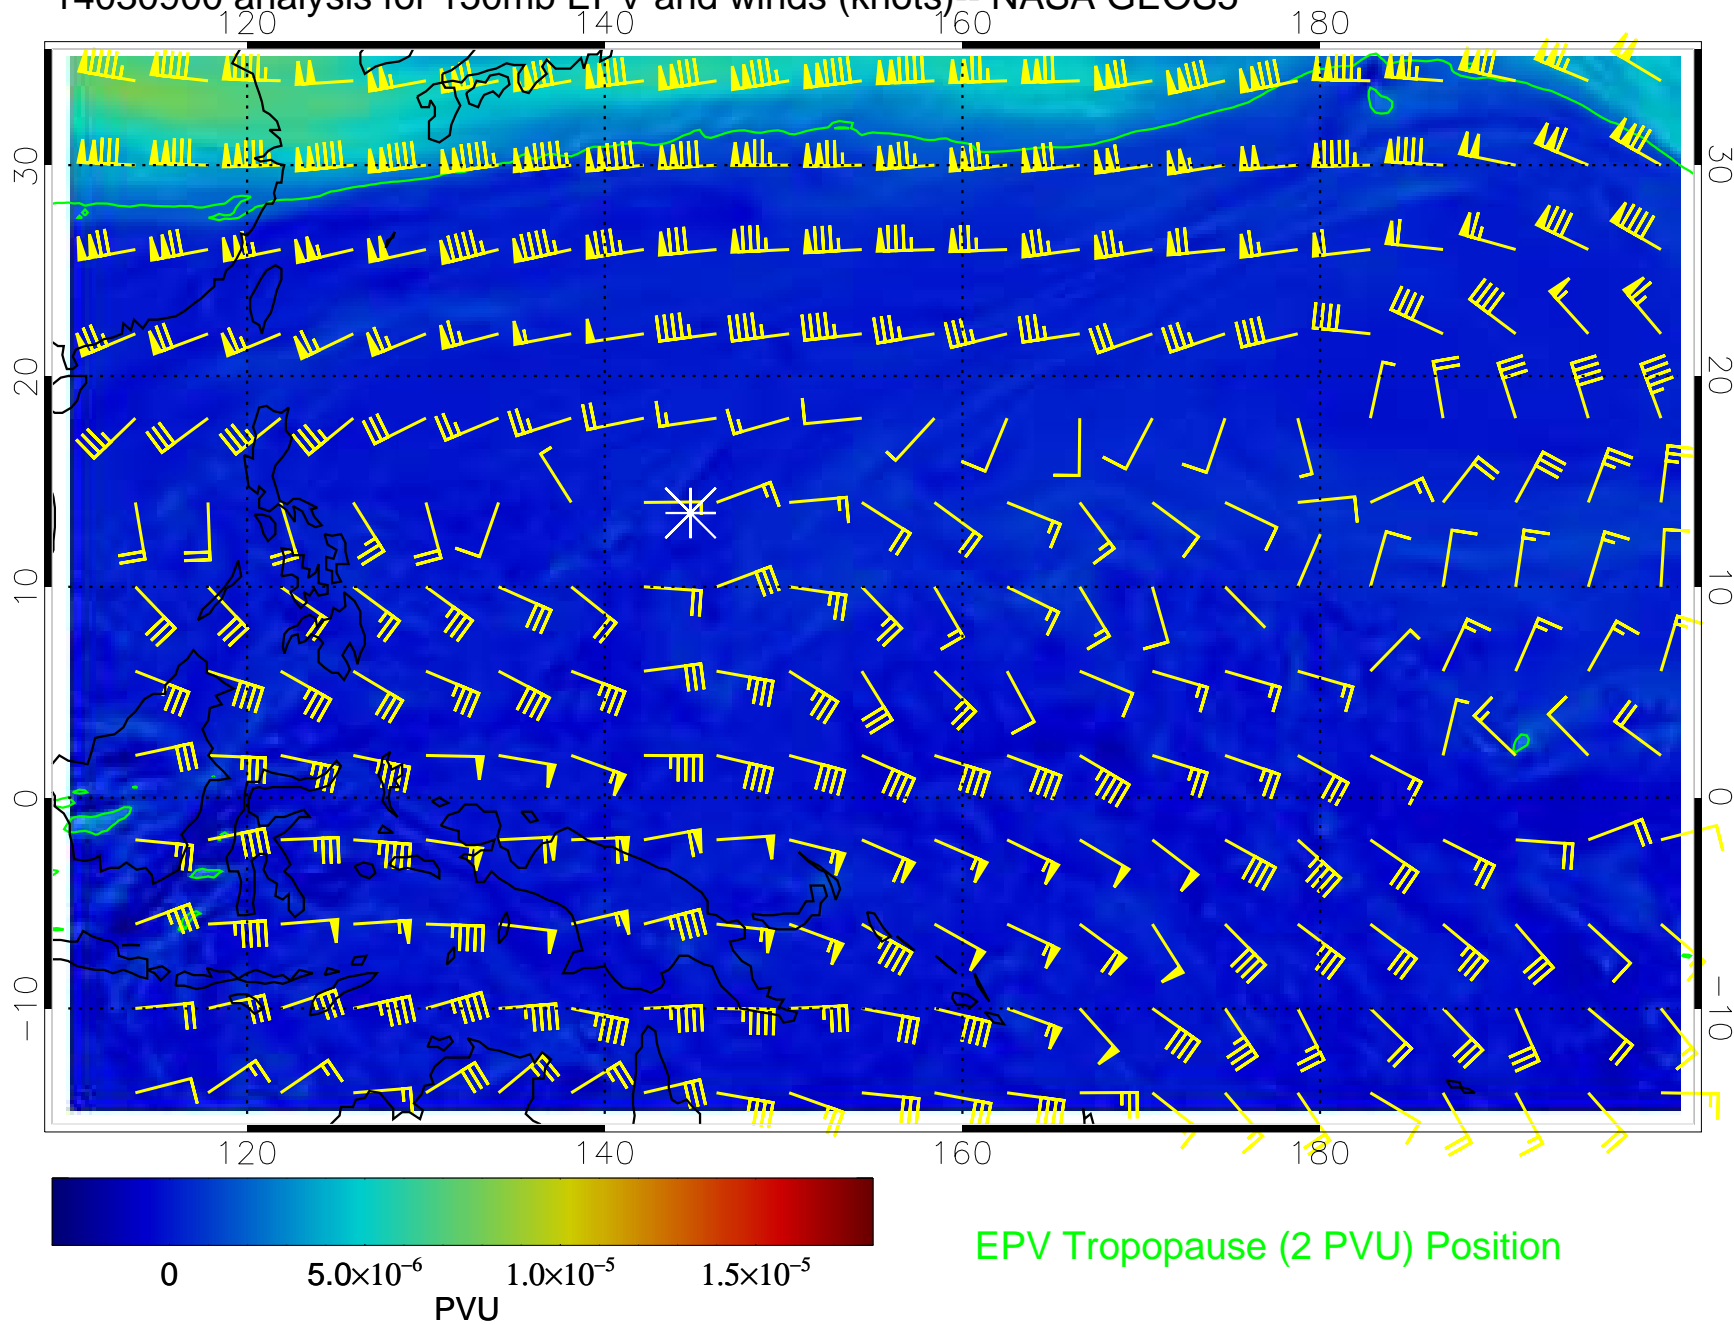 14030900 analysis for 150mb EPV and winds (knots)-- NASA GEOS5
120 140 160 180
30 30
20 20
10 10
0 0
−10 −10
120 140 160 180
0 5.0×10⁻⁶ 1.0×10⁻⁵ 1.5×10⁻⁵
PVU
EPV Tropopause (2 PVU) Position